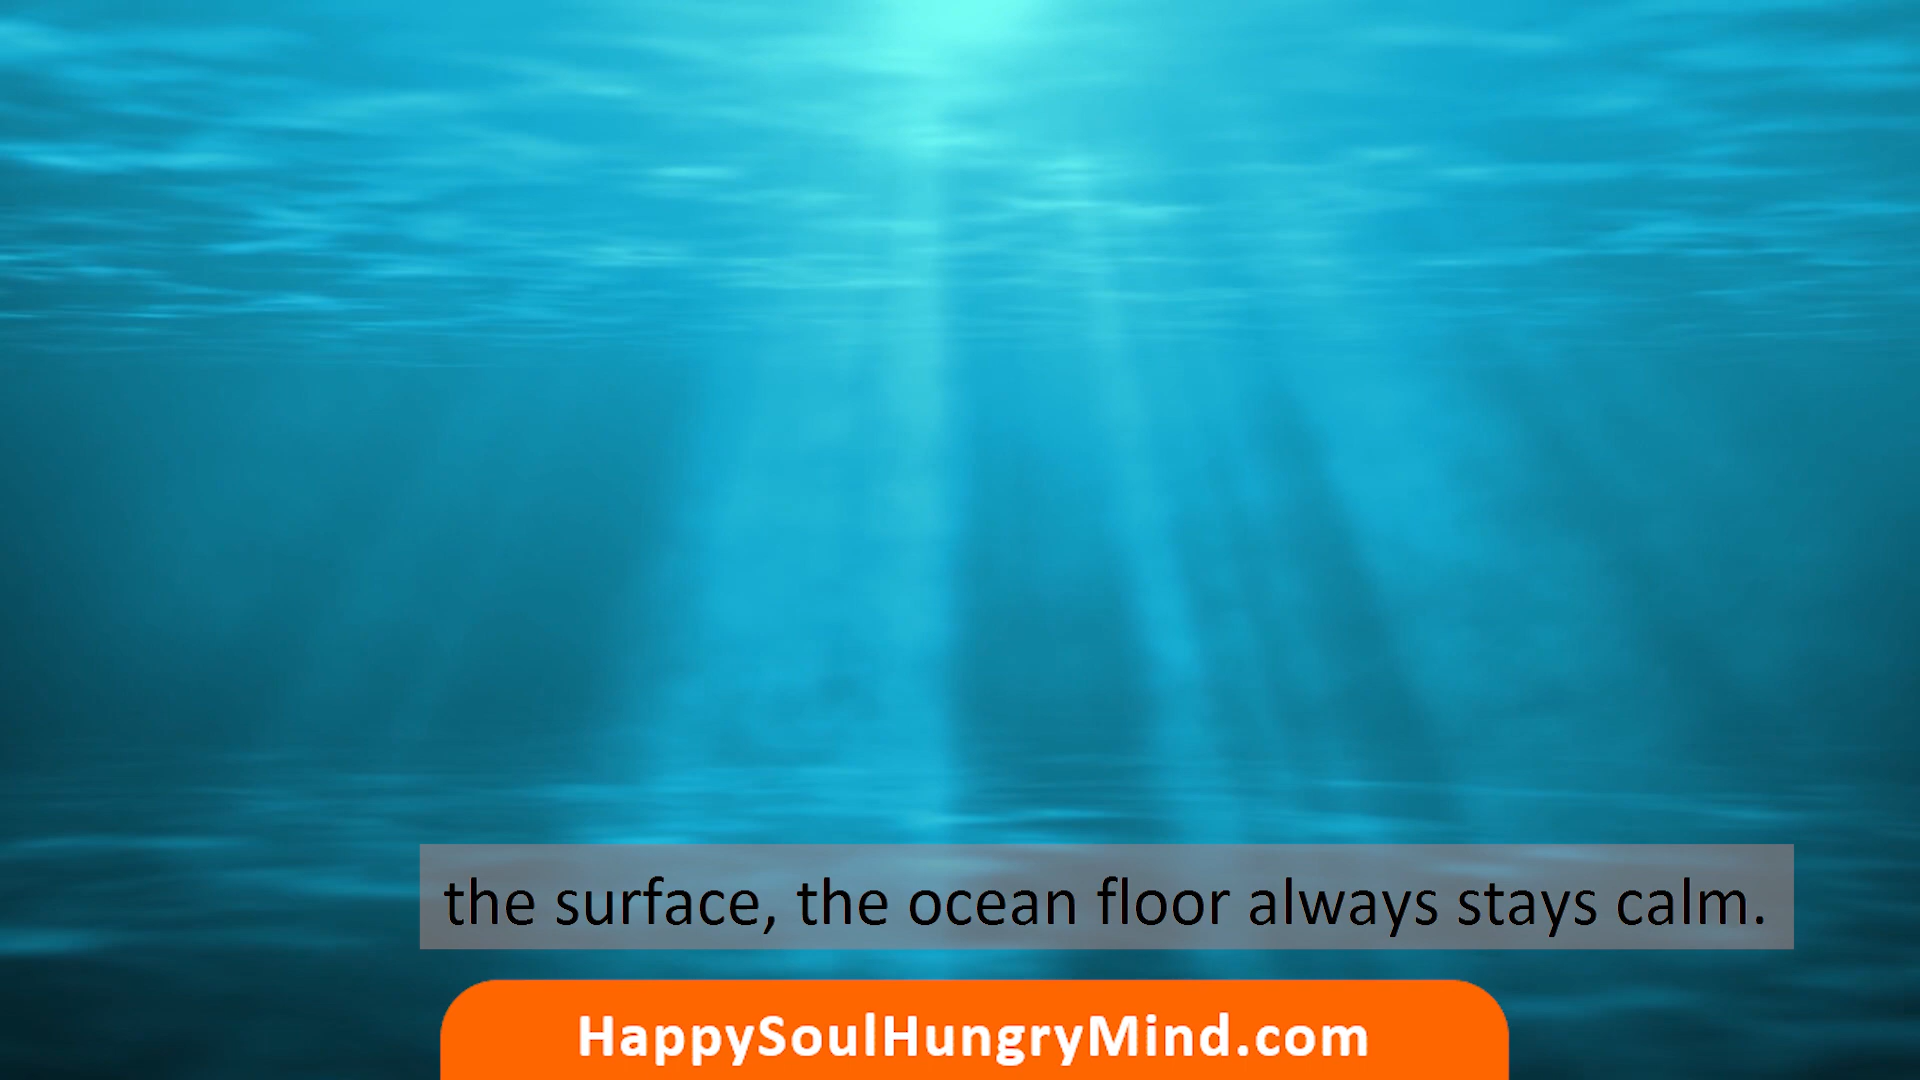 the surface, the ocean floor always stays calm.
HappySoulHungryMind.com